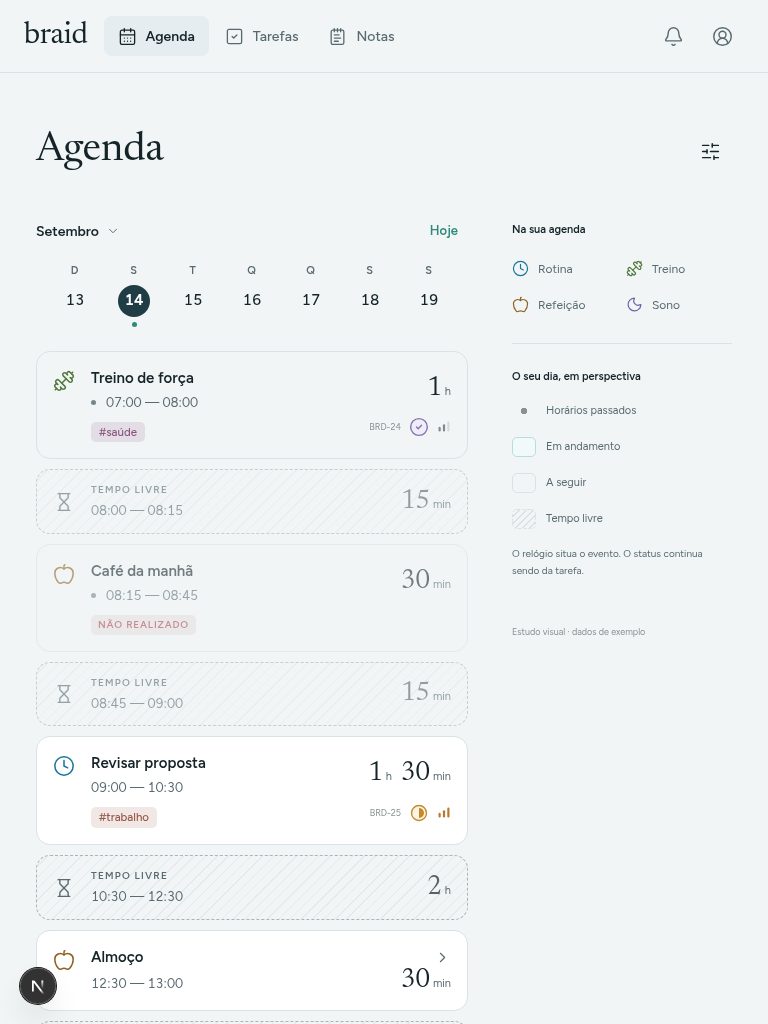 braid
Agenda
Tarefas
Notas
Agenda
Setembro
Hoje
D S T Q Q S S
13 14 15 16 17 18 19
Treino de força
07:00 — 08:00
#saúde
1 h
BRD-24
TEMPO LIVRE
08:00 — 08:15
15 min
Café da manhã
08:15 — 08:45
NÃO REALIZADO
30 min
TEMPO LIVRE
08:45 — 09:00
15 min
Revisar proposta
09:00 — 10:30
#trabalho
1 h 30 min
BRD-25
TEMPO LIVRE
10:30 — 12:30
2 h
Almoço
12:30 — 13:00
30 min
N
Na sua agenda
Rotina
Treino
Refeição
Sono
O seu dia, em perspectiva
Horários passados
Em andamento
A seguir
Tempo livre
O relógio situa o evento. O status continua
sendo da tarefa.
Estudo visual · dados de exemplo